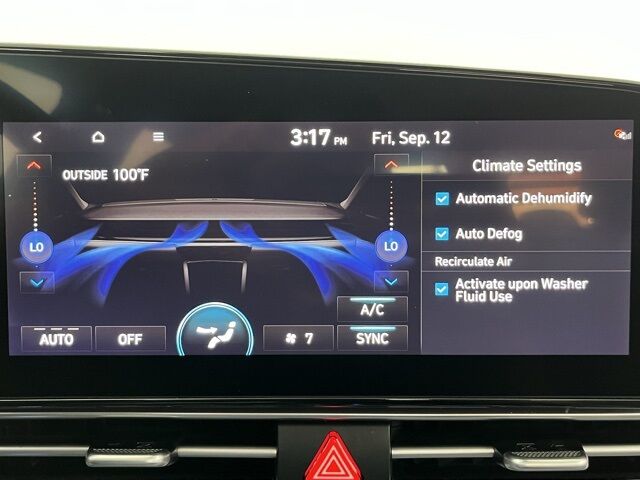 3:17 PM
Fri, Sep. 12
OUTSIDE 100°F
Climate Settings
Automatic Dehumidify
Auto Defog
Recirculate Air
Activate upon Washer
Fluid Use
LO
LO
A/C
AUTO
OFF
7
SYNC